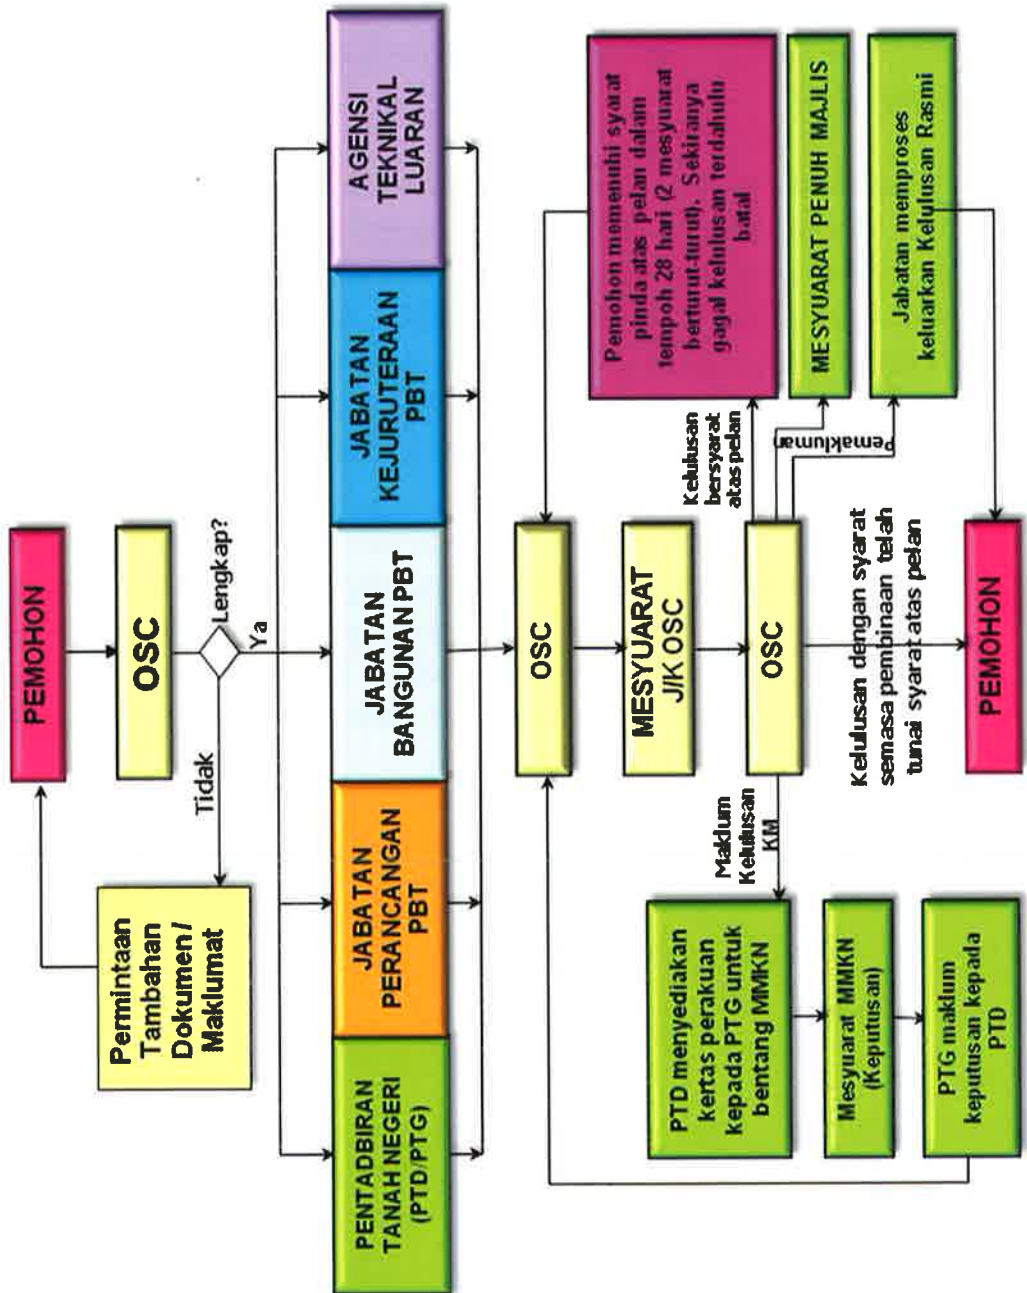 PEMOHON
OSC
Lengkap?
Ya
Tidak
Permintaan
Tambahan
Dokumen /
Maklumat
PENTADBIRAN
TANAH NEGERI
(PTD/PTG)
JABATAN
PERANCANGAN
PBT
JABATAN
BANGUNAN PBT
JABATAN
KEJURUTERAAN
PBT
AGENSI
TEKNIKAL
LUARAN
OSC
MESYUARAT
J/K OSC
OSC
Maklum
Kelulusan
KM
PTD menyediakan
kertas perakuan
kepada PTG untuk
bentang MMKN
Mesyuarat MMKN
(Keputusan)
PTG maklum
keputusan kepada
PTD
Kelulusan
bersyarat
atas pelan
Pemohon memenuhi syarat
pinda atas pelan dalam
tempoh 28 hari (2 mesyuarat
berturut-turut). Sekiranya
gagal kelulusan terdahulu
batal
MESYUARAT PENUH MAJLIS
Pemakluman
Jabatan memproses
keluarkan Kelulusan Rasmi
Kelulusan dengan syarat
semasa pembinaan telah
tunai syarat atas pelan
PEMOHON